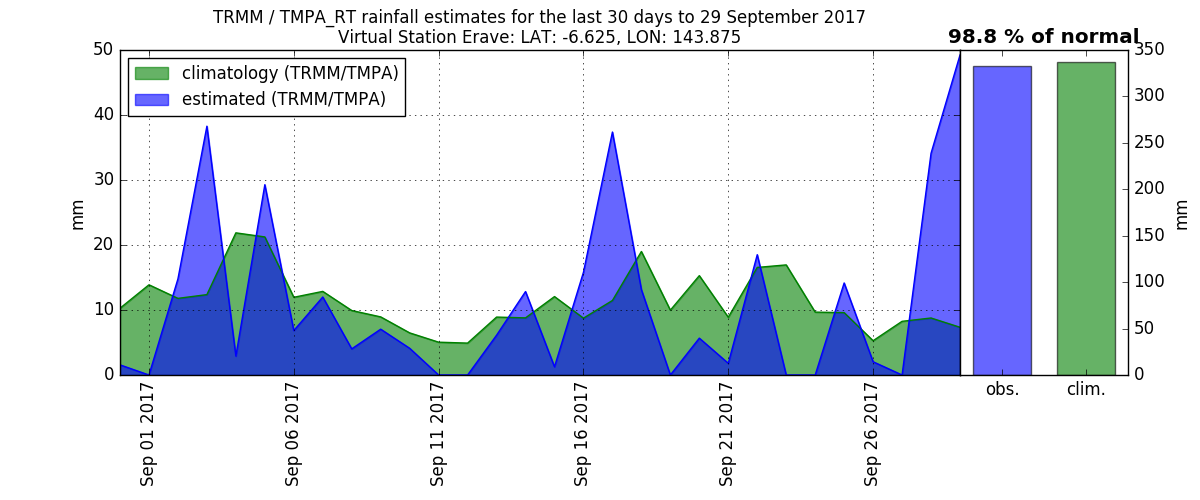 TRMM / TMPA_RT rainfall estimates for the last 30 days to 29 September 2017
Virtual Station Erave: LAT: -6.625, LON: 143.875
98.8 % of normal
climatology (TRMM/TMPA)
estimated (TRMM/TMPA)
mm
50
40
30
20
10
0
Sep 01 2017
Sep 06 2017
Sep 11 2017
Sep 16 2017
Sep 21 2017
Sep 26 2017
obs.
clim.
350
300
250
200
150
100
50
0
mm